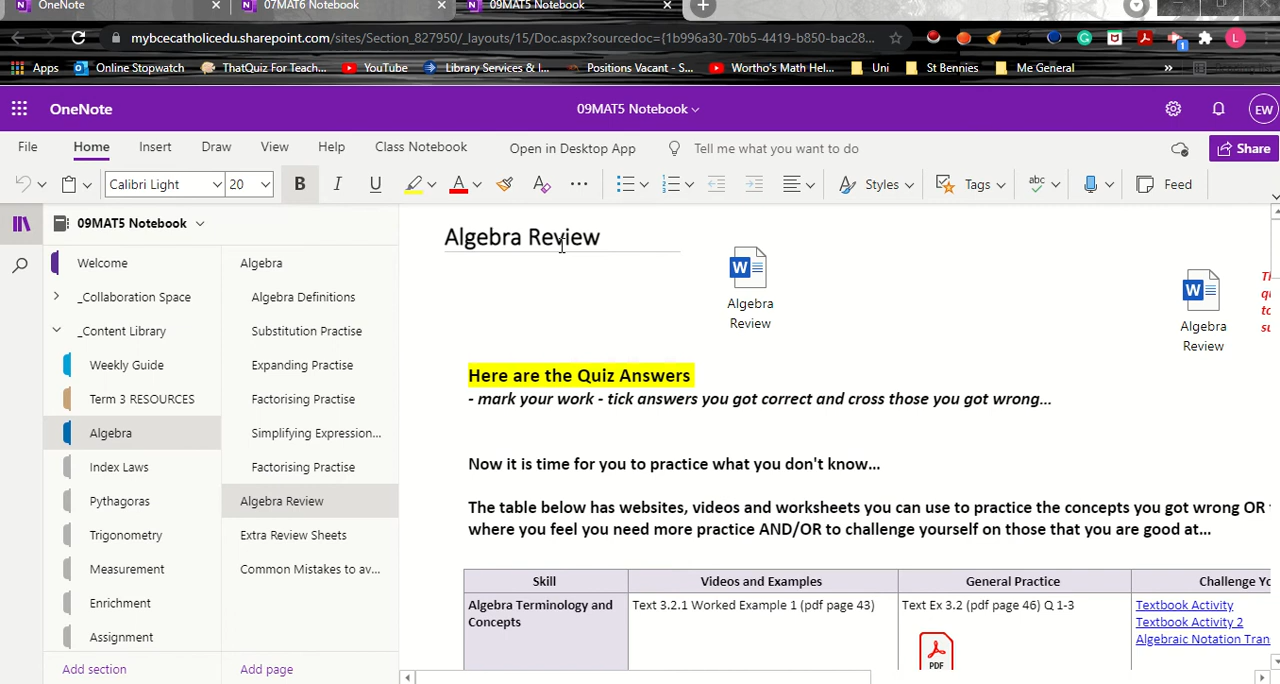 OneNote
07MAT6 Notebook
09MAT5 Notebook
mybcecatholicedu.sharepoint.com/sites/Section_827950/_layouts/15/Doc.aspx?sourcedoc={1b996a30-70b5-4419-b850-bac28...
1
L
Apps
Online Stopwatch
ThatQuiz For Teach...
YouTube
Library Services & I...
Positions Vacant - S...
Wortho's Math Hel...
Uni
St Bennies
Me General
»
OneNote
09MAT5 Notebook
EW
File
Home
Insert
Draw
View
Help
Class Notebook
Open in Desktop App
Tell me what you want to do
Share
Calibri Light
20
B
I
U
Styles
Tags
abc
Feed
09MAT5 Notebook
Welcome
_Collaboration Space
_Content Library
Weekly Guide
Term 3 RESOURCES
Algebra
Index Laws
Pythagoras
Trigonometry
Measurement
Enrichment
Assignment
Add section
Algebra
Algebra Definitions
Substitution Practise
Expanding Practise
Factorising Practise
Simplifying Expression...
Factorising Practise
Algebra Review
Extra Review Sheets
Common Mistakes to av...
Add page
Algebra Review
Algebra
Review
Algebra
Review
Here are the Quiz Answers
- mark your work - tick answers you got correct and cross those you got wrong...
Now it is time for you to practice what you don't know...
The table below has websites, videos and worksheets you can use to practice the concepts you got wrong OR
where you feel you need more practice AND/OR to challenge yourself on those that you are good at...
Skill
Videos and Examples
General Practice
Challenge Yo
Algebra Terminology and
Concepts
Text 3.2.1 Worked Example 1 (pdf page 43)
Text Ex 3.2 (pdf page 46) Q 1-3
PDF
Textbook Activity
Textbook Activity 2
Algebraic Notation Tran